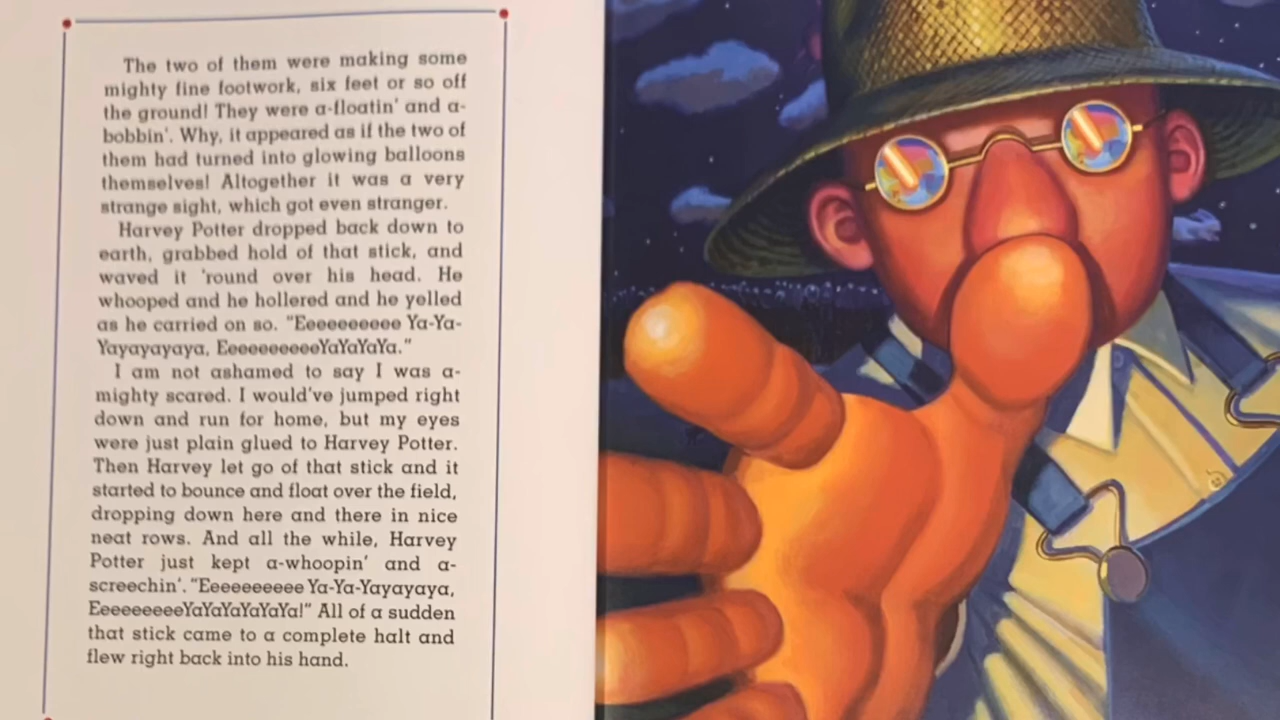 The two of them were making some
mighty fine footwork, six feet or so off
the ground! They were a-floatin' and a-
bobbin'. Why, it appeared as if the two of
them had turned into glowing balloons
themselves! Altogether it was a very
strange sight, which got even stranger.
Harvey Potter dropped back down to
earth, grabbed hold of that stick, and
waved it 'round over his head. He
whooped and he hollered and he yelled
as he carried on so. "Eeeeeeeeee Ya-Ya-
Yayayayaya, EeeeeeeeeeYaYaYaYa."
I am not ashamed to say I was a-
mighty scared. I would've jumped right
down and run for home, but my eyes
were just plain glued to Harvey Potter.
Then Harvey let go of that stick and it
started to bounce and float over the field,
dropping down here and there in nice
neat rows. And all the while, Harvey
Potter just kept a-whoopin' and a-
screechin'. "Eeeeeeeeee Ya-Ya-Yayayaya,
EeeeeeeeeYaYaYaYaYaYa!" All of a sudden
that stick came to a complete halt and
flew right back into his hand.